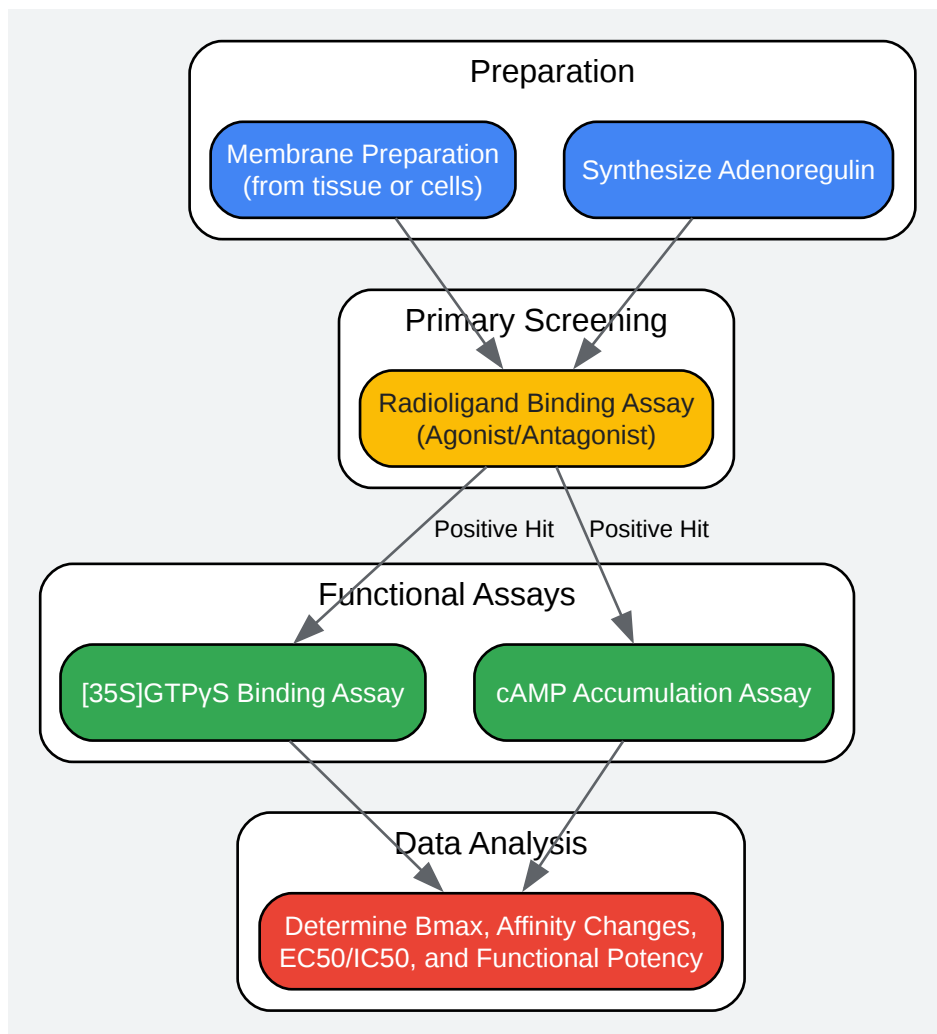 Preparation
Membrane Preparation
(from tissue or cells)
Synthesize Adenoregulin
Primary Screening
Radioligand Binding Assay
(Agonist/Antagonist)
Positive Hit
Positive Hit
Functional Assays
[35S]GTPγS Binding Assay
cAMP Accumulation Assay
Data Analysis
Determine Bmax, Affinity Changes,
EC50/IC50, and Functional Potency